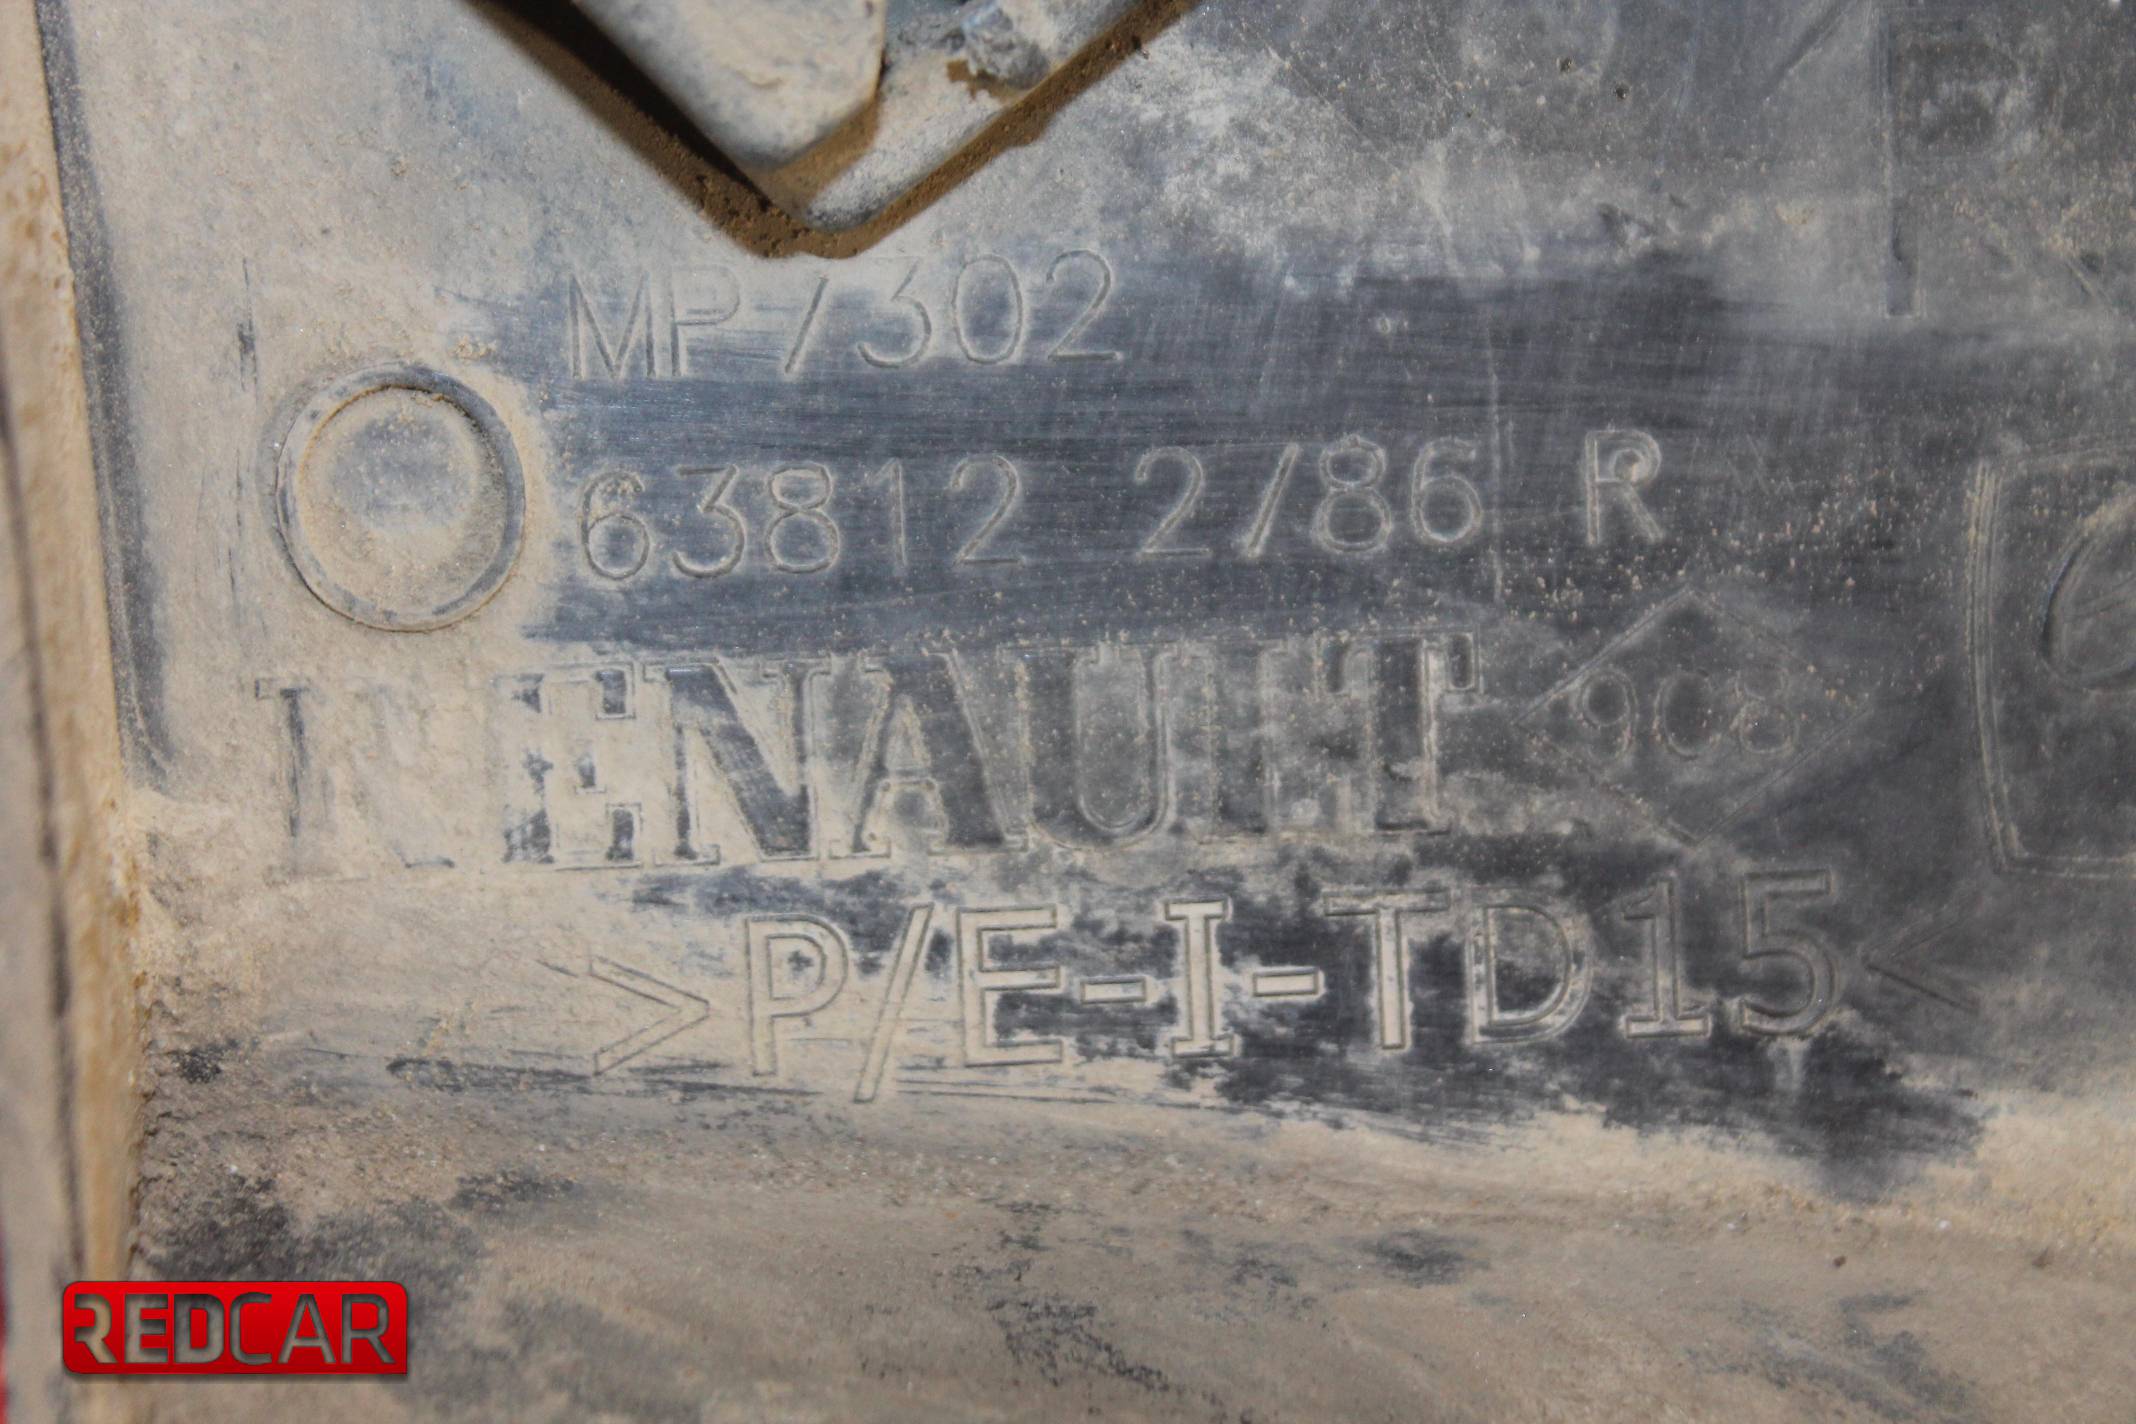 MP7302
63812 2786 R
RENAULT 908
>P/E-I-TD15<
REDCAR